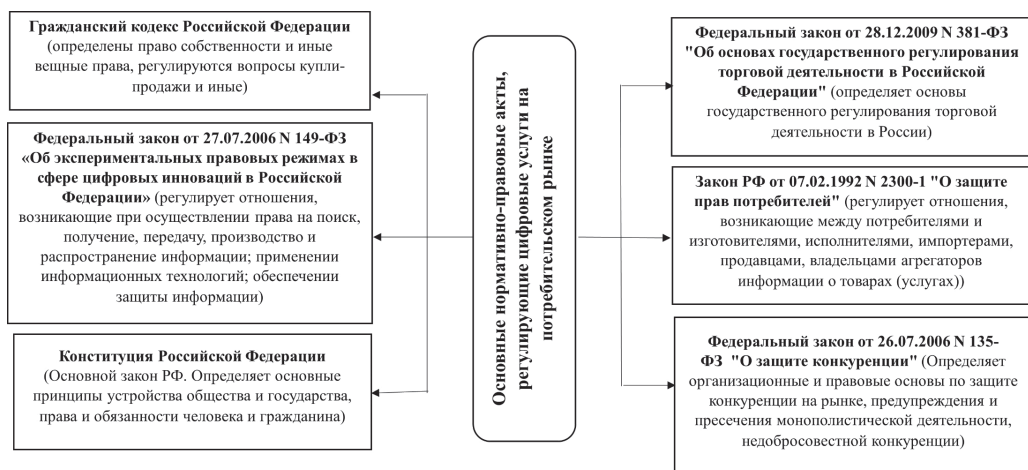 Гражданский кодекс Российской Федерации
(определены право собственности и иные
вещные права, регулируются вопросы купли-
продажи и иные)
Федеральный закон от 27.07.2006 N 149-ФЗ
«Об экспериментальных правовых режимах в
сфере цифровых инноваций в Российской
Федерации» (регулирует отношения,
возникающие при осуществлении права на поиск,
получение, передачу, производство и
распространение информации; применении
информационных технологий; обеспечении
защиты информации)
Конституция Российской Федерации
(Основной закон РФ. Определяет основные
принципы устройства общества и государства,
права и обязанности человека и гражданина)
Основные нормативно-правовые акты,
регулирующие цифровые услуги на
потребительском рынке
Федеральный закон от 28.12.2009 N 381-ФЗ
"Об основах государственного регулирования
торговой деятельности в Российской
Федерации" (определяет основы
государственного регулирования торговой
деятельности в России)
Закон РФ от 07.02.1992 N 2300-1 "О защите
прав потребителей" (регулирует отношения,
возникающие между потребителями и
изготовителями, исполнителями, импортерами,
продавцами, владельцами агрегаторов
информации о товарах (услугах))
Федеральный закон от 26.07.2006 N 135-
ФЗ "О защите конкуренции" (Определяет
организационные и правовые основы по защите
конкуренции на рынке, предупреждения и
пресечения монополистической деятельности,
недобросовестной конкуренции)